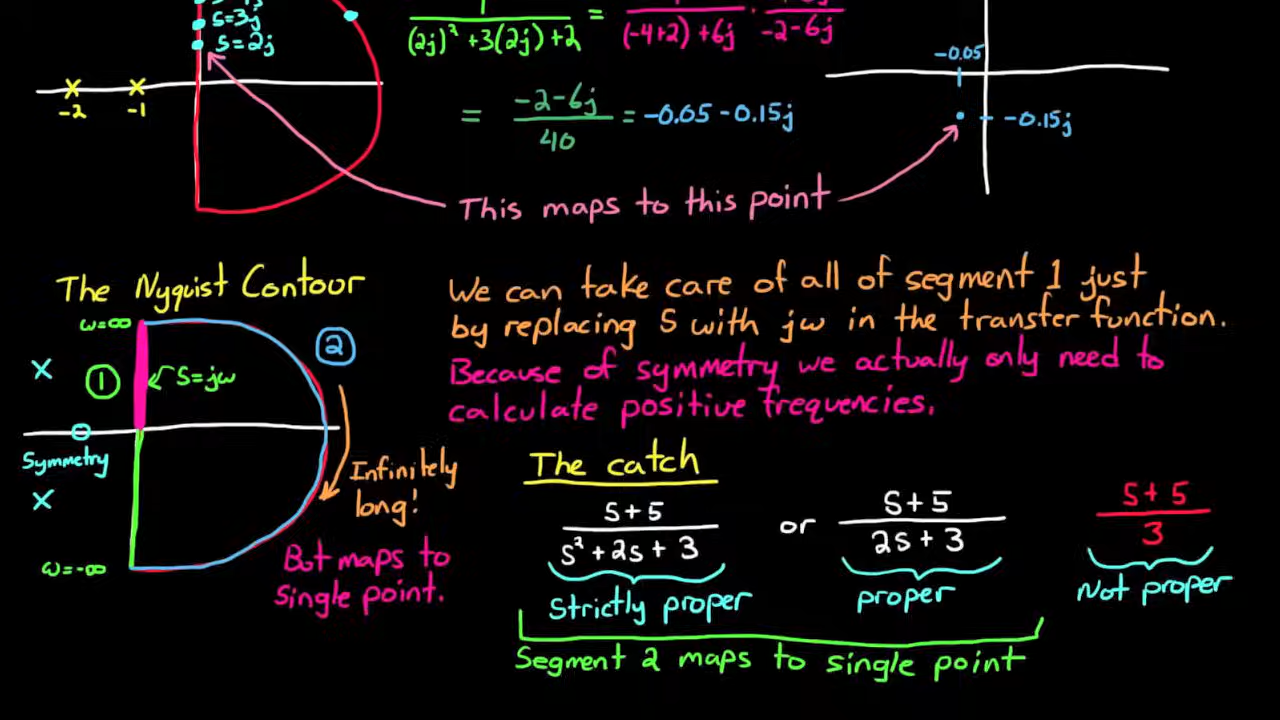 S=3j
S=2j
-2
-1
(2j)² +3(2j)+2
=
(-4+2) +6j
·
-2-6j
= -2-6j / 40 = -0.05 -0.15j
-0.05
-0.15j
This maps to this point
The Nyquist Contour
ω=∞
①
S=jω
②
Symmetry
Infinitely
long!
ω=-∞
But maps to
Single point.
We can take care of all of segment 1 just
by replacing S with jω in the transfer function.
Because of symmetry we actually only need to
calculate positive frequencies.
The catch
S+5
S² + 2s + 3
Strictly proper
or
S+5
2s + 3
proper
S+5
3
Not proper
Segment 2 maps to single point